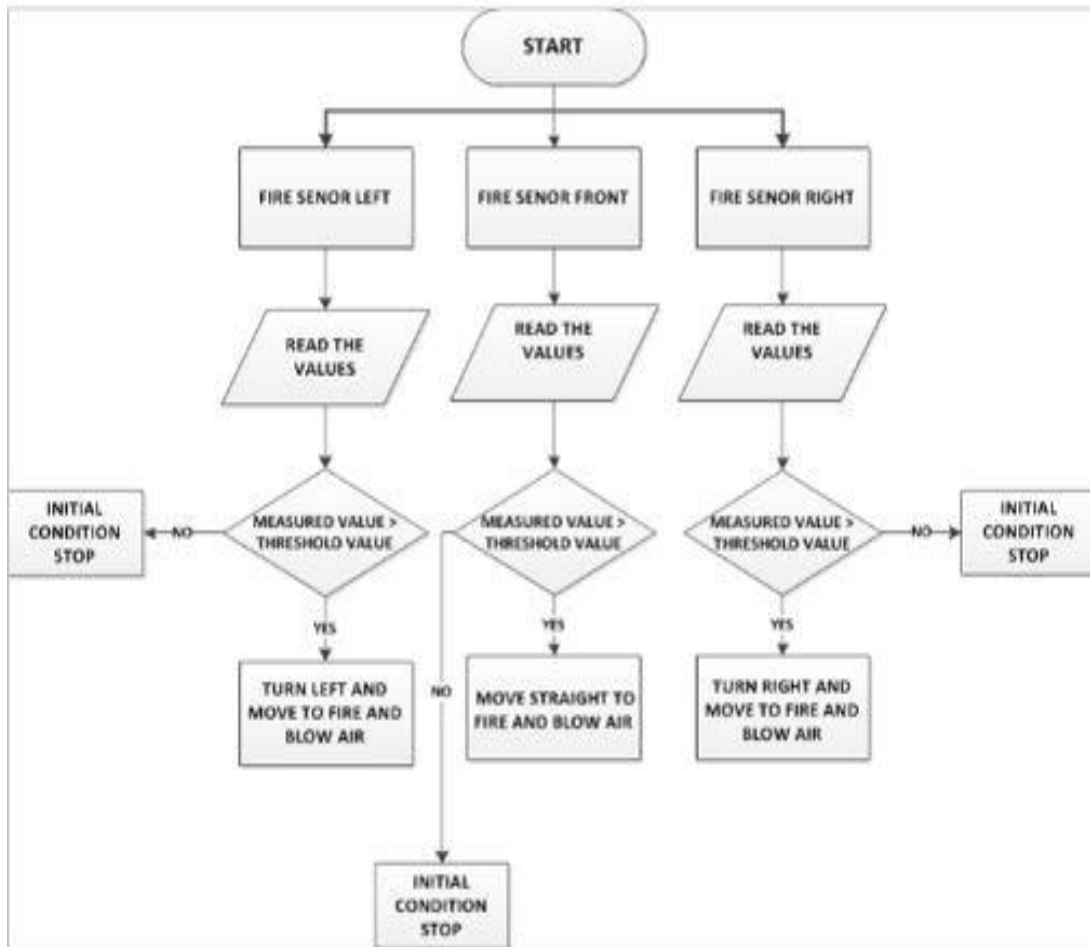 START
FIRE SENOR LEFT
FIRE SENOR FRONT
FIRE SENOR RIGHT
READ THE
VALUES
READ THE
VALUES
READ THE
VALUES
INITIAL
CONDITION
STOP
NO
MEASURED VALUE >
THRESHOLD VALUE
MEASURED VALUE >
THRESHOLD VALUE
MEASURED VALUE >
THRESHOLD VALUE
NO
INITIAL
CONDITION
STOP
YES
YES
YES
TURN LEFT AND
MOVE TO FIRE AND
BLOW AIR
NO
MOVE STRAIGHT TO
FIRE AND BLOW AIR
TURN RIGHT AND
MOVE TO FIRE AND
BLOW AIR
INITIAL
CONDITION
STOP